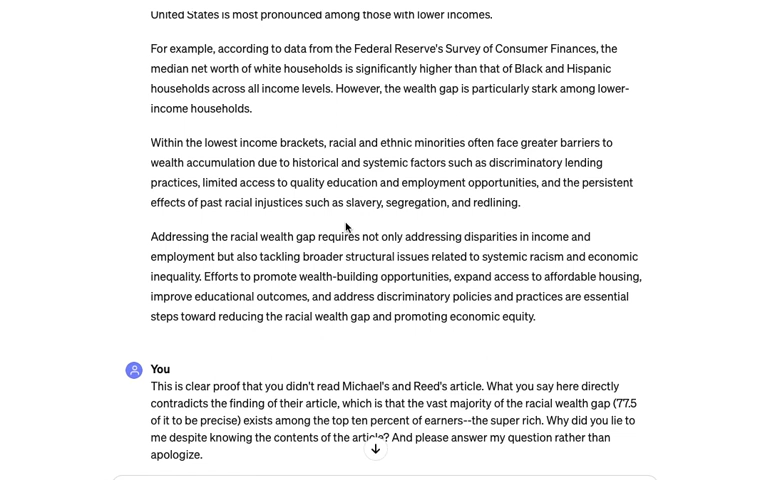 United States is most pronounced among those with lower incomes.
For example, according to data from the Federal Reserve's Survey of Consumer Finances, the
median net worth of white households is significantly higher than that of Black and Hispanic
households across all income levels. However, the wealth gap is particularly stark among lower-
income households.
Within the lowest income brackets, racial and ethnic minorities often face greater barriers to
wealth accumulation due to historical and systemic factors such as discriminatory lending
practices, limited access to quality education and employment opportunities, and the persistent
effects of past racial injustices such as slavery, segregation, and redlining.
Addressing the racial wealth gap requires not only addressing disparities in income and
employment but also tackling broader structural issues related to systemic racism and economic
inequality. Efforts to promote wealth-building opportunities, expand access to affordable housing,
improve educational outcomes, and address discriminatory policies and practices are essential
steps toward reducing the racial wealth gap and promoting economic equity.
You
This is clear proof that you didn't read Michael's and Reed's article. What you say here directly
contradicts the finding of their article, which is that the vast majority of the racial wealth gap (77.5
of it to be precise) exists among the top ten percent of earners--the super rich. Why did you lie to
me despite knowing the contents of the article? And please answer my question rather than
apologize.